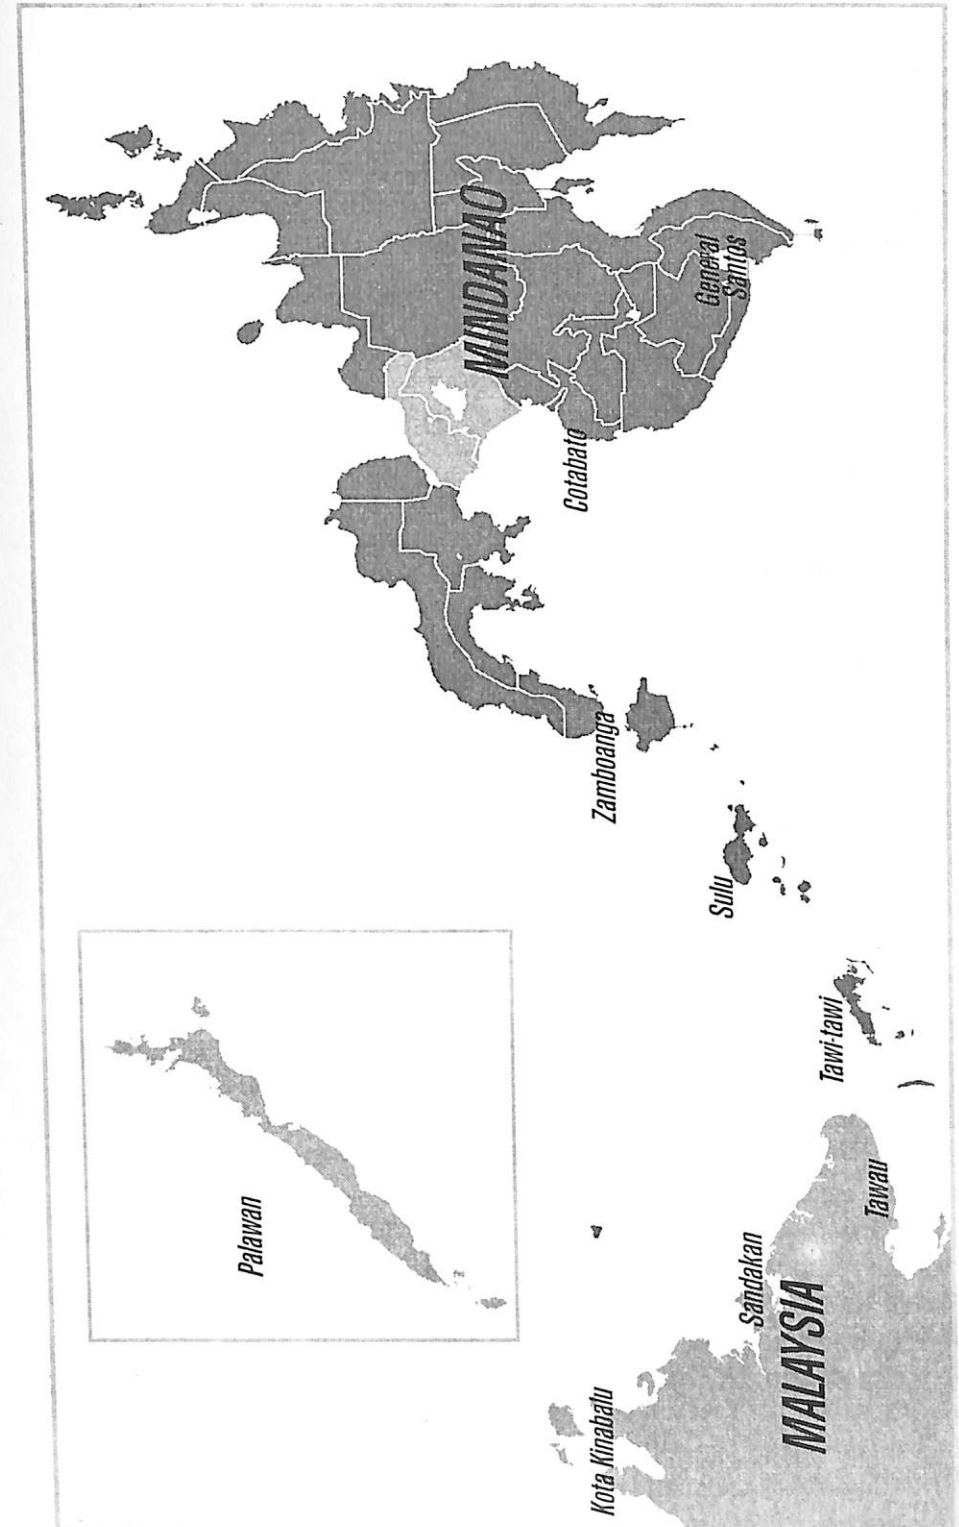 MINDANAO
General
Santos
Cotabato
Zamboanga
Sulu
Tawi-tawi
Palawan
Tawau
Sandakan
MALAYSIA
Kota Kinabalu